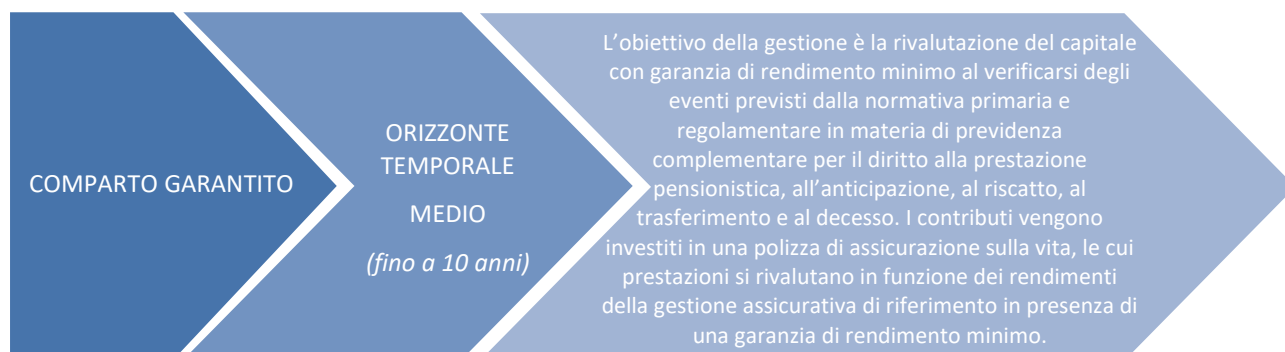 COMPARTO GARANTITO
ORIZZONTE
TEMPORALE
MEDIO
(fino a 10 anni)
L’obiettivo della gestione è la rivalutazione del capitale
con garanzia di rendimento minimo al verificarsi degli
eventi previsti dalla normativa primaria e
regolamentare in materia di previdenza
complementare per il diritto alla prestazione
pensionistica, all’anticipazione, al riscatto, al
trasferimento e al decesso. I contributi vengono
investiti in una polizza di assicurazione sulla vita, le cui
prestazioni si rivalutano in funzione dei rendimenti
della gestione assicurativa di riferimento in presenza di
una garanzia di rendimento minimo.